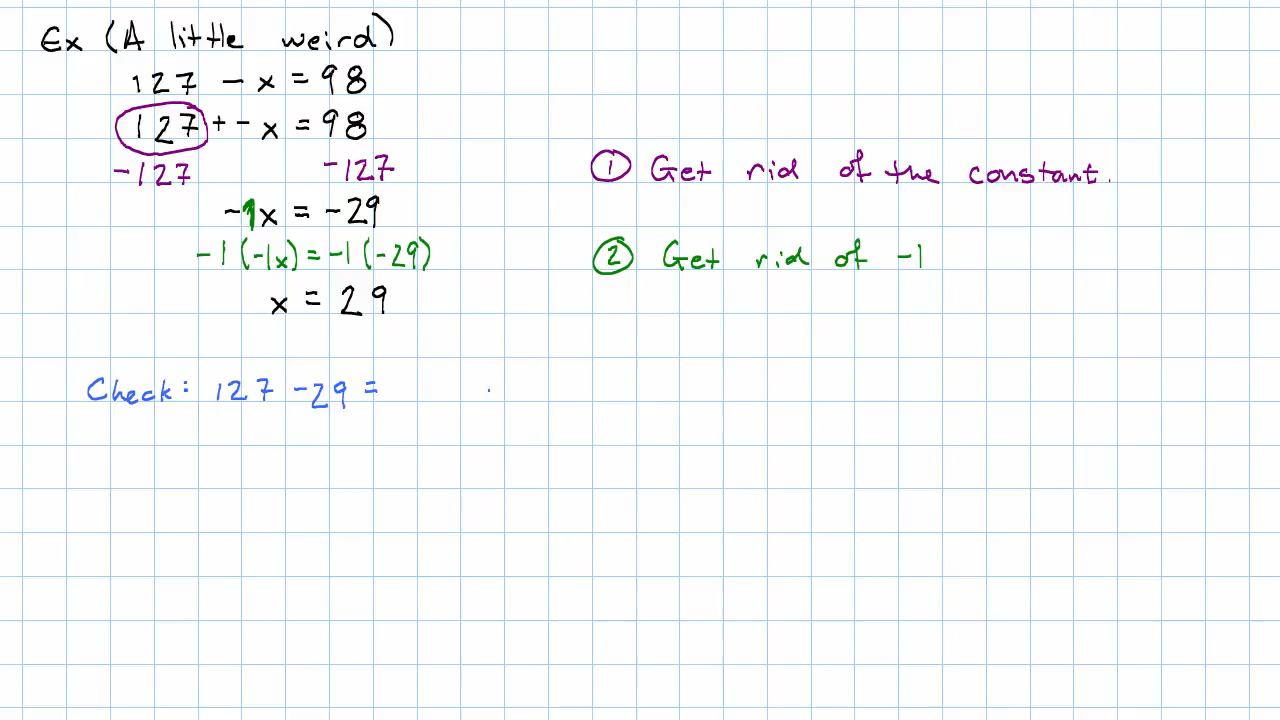 Ex (A little weird)
127 - x = 98
127 + - x = 98
-127 -127 ① Get rid of the constant.
-1x = -29
-1(-1x) = -1(-29) ② Get rid of -1
x = 29
Check: 127 - 29 =